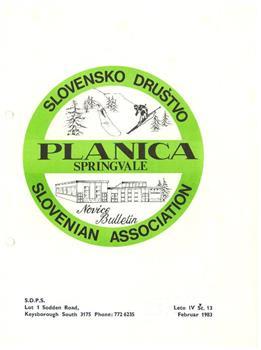 SLOVENSKO DRUŠTVO
PLANICA
SPRINGVALE
Novice
Bulletin
SLOVENIAN ASSOCIATION
S.D.P.S.
Lot 1 Sodden Road,
Keysborough South 3175 Phone: 772 6235
Leto IV Št. 13
Februar 1983